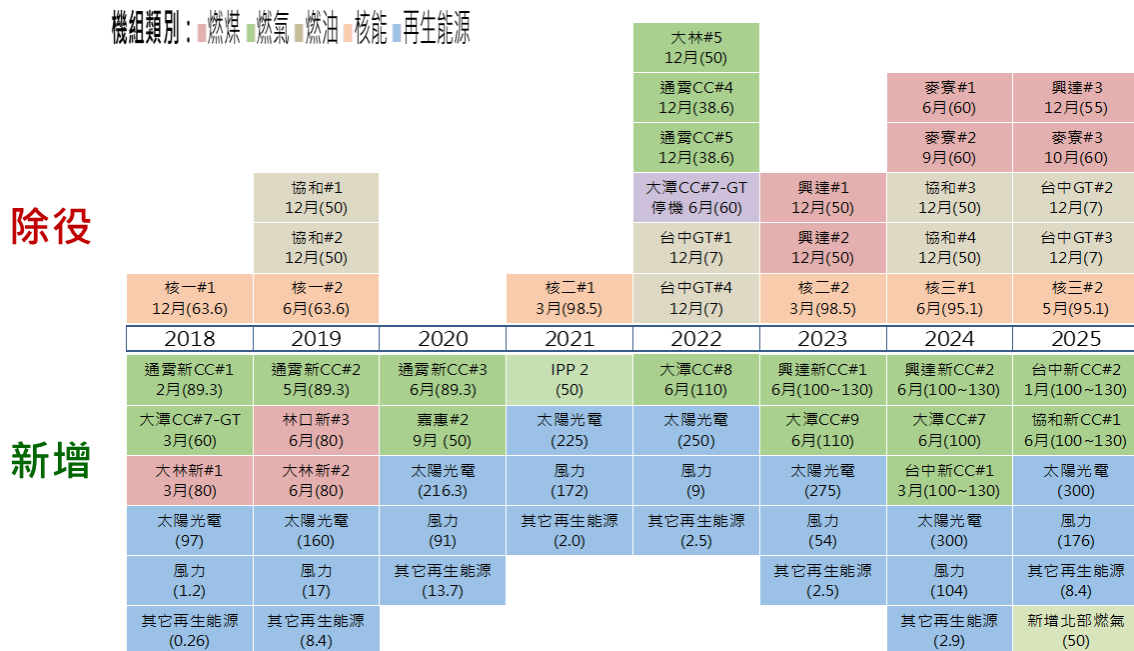 機組類別：燃煤 燃氣 燃油 核能 再生能源
除役
核一#1
12月(63.6)
協和#1
12月(50)
協和#2
12月(50)
核一#2
6月(63.6)
核二#1
3月(98.5)
大林#5
12月(50)
通霄CC#4
12月(38.6)
通霄CC#5
12月(38.6)
大潭CC#7-GT
停機 6月(60)
台中GT#1
12月(7)
台中GT#4
12月(7)
興達#1
12月(50)
興達#2
12月(50)
核二#2
3月(98.5)
麥寮#1
6月(60)
麥寮#2
9月(60)
協和#3
12月(50)
協和#4
12月(50)
核三#1
6月(95.1)
興達#3
12月(55)
麥寮#3
10月(60)
台中GT#2
12月(7)
台中GT#3
12月(7)
核三#2
5月(95.1)
2018 2019 2020 2021 2022 2023 2024 2025
新增
通霄新CC#1
2月(89.3)
大潭CC#7-GT
3月(60)
大林新#1
3月(80)
太陽光電
(97)
風力
(1.2)
其它再生能源
(0.26)
通霄新CC#2
5月(89.3)
林口新#3
6月(80)
大林新#2
6月(80)
太陽光電
(160)
風力
(17)
其它再生能源
(8.4)
通霄新CC#3
6月(89.3)
嘉惠#2
9月 (50)
太陽光電
(216.3)
風力
(91)
其它再生能源
(13.7)
IPP 2
(50)
太陽光電
(225)
風力
(172)
其它再生能源
(2.0)
大潭CC#8
6月(110)
太陽光電
(250)
風力
(9)
其它再生能源
(2.5)
興達新CC#1
6月(100~130)
大潭CC#9
6月(110)
太陽光電
(275)
風力
(54)
其它再生能源
(2.5)
興達新CC#2
6月(100~130)
大潭CC#7
6月(100)
台中新CC#1
3月(100~130)
太陽光電
(300)
風力
(104)
其它再生能源
(2.9)
台中新CC#2
1月(100~130)
協和新CC#1
6月(100~130)
太陽光電
(300)
風力
(176)
其它再生能源
(8.4)
新增北部燃氣
(50)